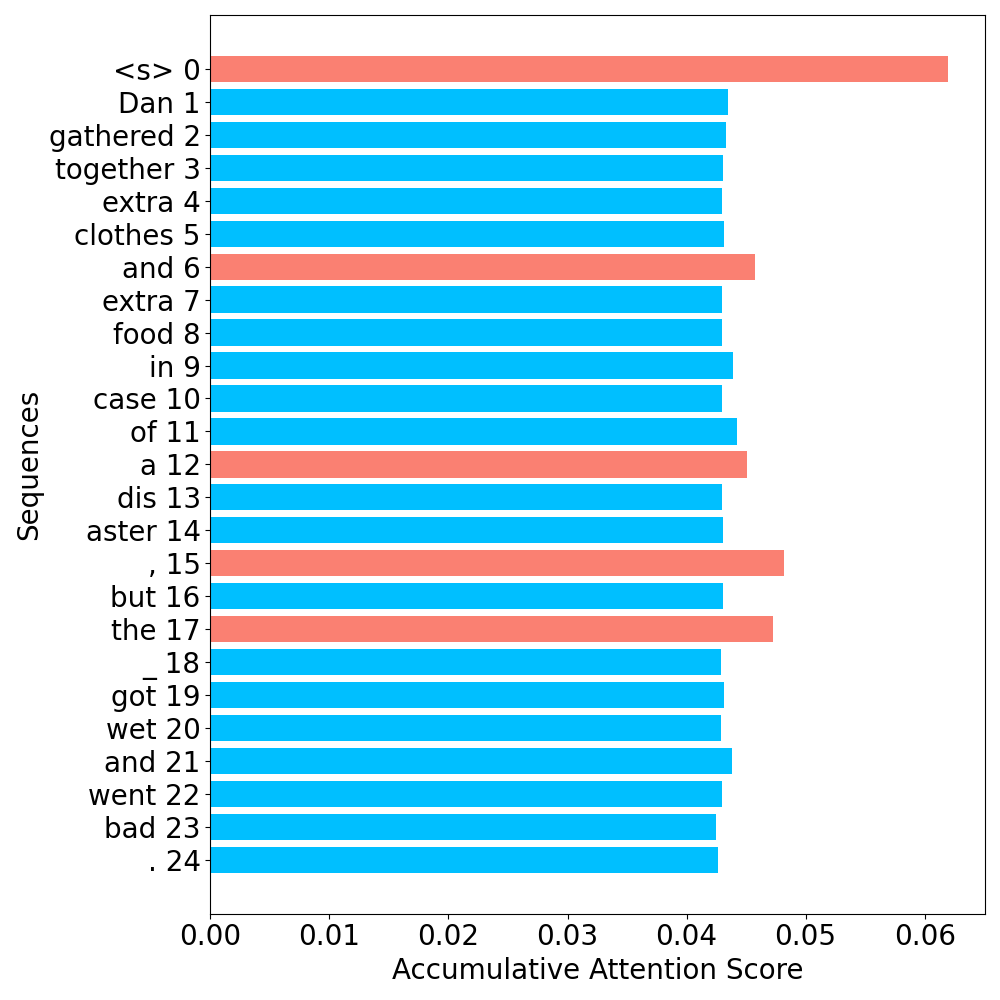 <s> 0
Dan 1
gathered 2
together 3
extra 4
clothes 5
and 6
extra 7
food 8
in 9
case 10
of 11
a 12
dis 13
aster 14
, 15
but 16
the 17
_ 18
got 19
wet 20
and 21
went 22
bad 23
. 24
Sequences
0.00 0.01 0.02 0.03 0.04 0.05 0.06
Accumulative Attention Score